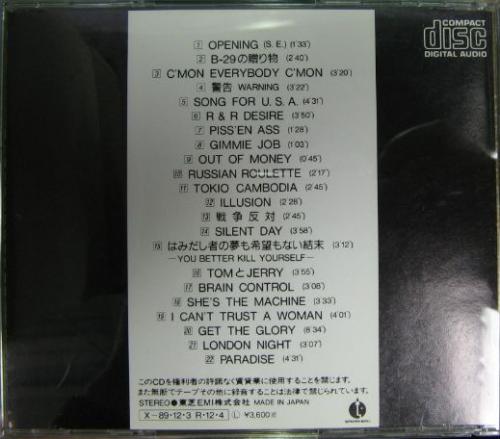 COMPACT
disc
DIGITAL AUDIO
1 OPENING (S.E.) (1'33")
2 B-29の贈り物 (2'40")
3 C'MON EVERYBODY C'MON (3'20")
4 警告 WARNING (3'22")
5 SONG FOR U.S.A. (4'31")
6 R & R DESIRE (3'50")
7 PISS'EN ASS (1'28")
8 GIMMIE JOB (1'03")
9 OUT OF MONEY (0'45")
10 RUSSIAN ROULETTE (2'17")
11 TOKIO CAMBODIA (2'45")
12 ILLUSION (2'28")
13 戦争反対 (2'45")
14 SILENT DAY (3'58")
15 はみだし者の夢も希望もない結末 (3'12")
—YOU BETTER KILL YOURSELF—
16 TOMとJERRY (3'55")
17 BRAIN CONTROL (3'08")
18 SHE'S THE MACHINE (3'33")
19 I CAN'T TRUST A WOMAN (4'01")
20 GET THE GLORY (8'34")
21 LONDON NIGHT (3'31")
22 PARADISE (4'31")
このCDを権利者の許諾なく賃貸業に使用することを禁じます。
また無断でテープその他に録音することは法律で禁じられています。
STEREO●東芝EMI株式会社 MADE IN JAPAN
X-89・12・3 R・12・4 Ⓛ ¥3,600